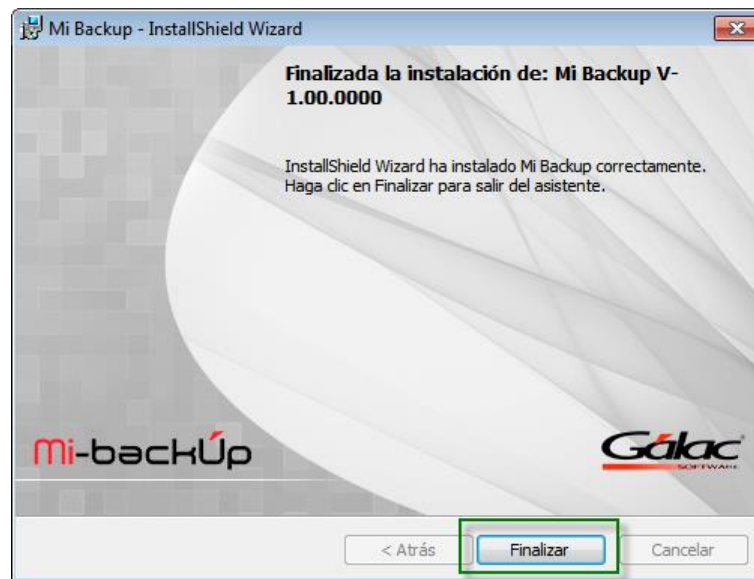 Mi Backup - InstallShield Wizard
Finalizada la instalación de: Mi Backup V-
1.00.0000
InstallShield Wizard ha instalado Mi Backup correctamente.
Haga clic en Finalizar para salir del asistente.
Mi-backÚp
Gálac
SOFTWARE
< Atrás
Finalizar
Cancelar